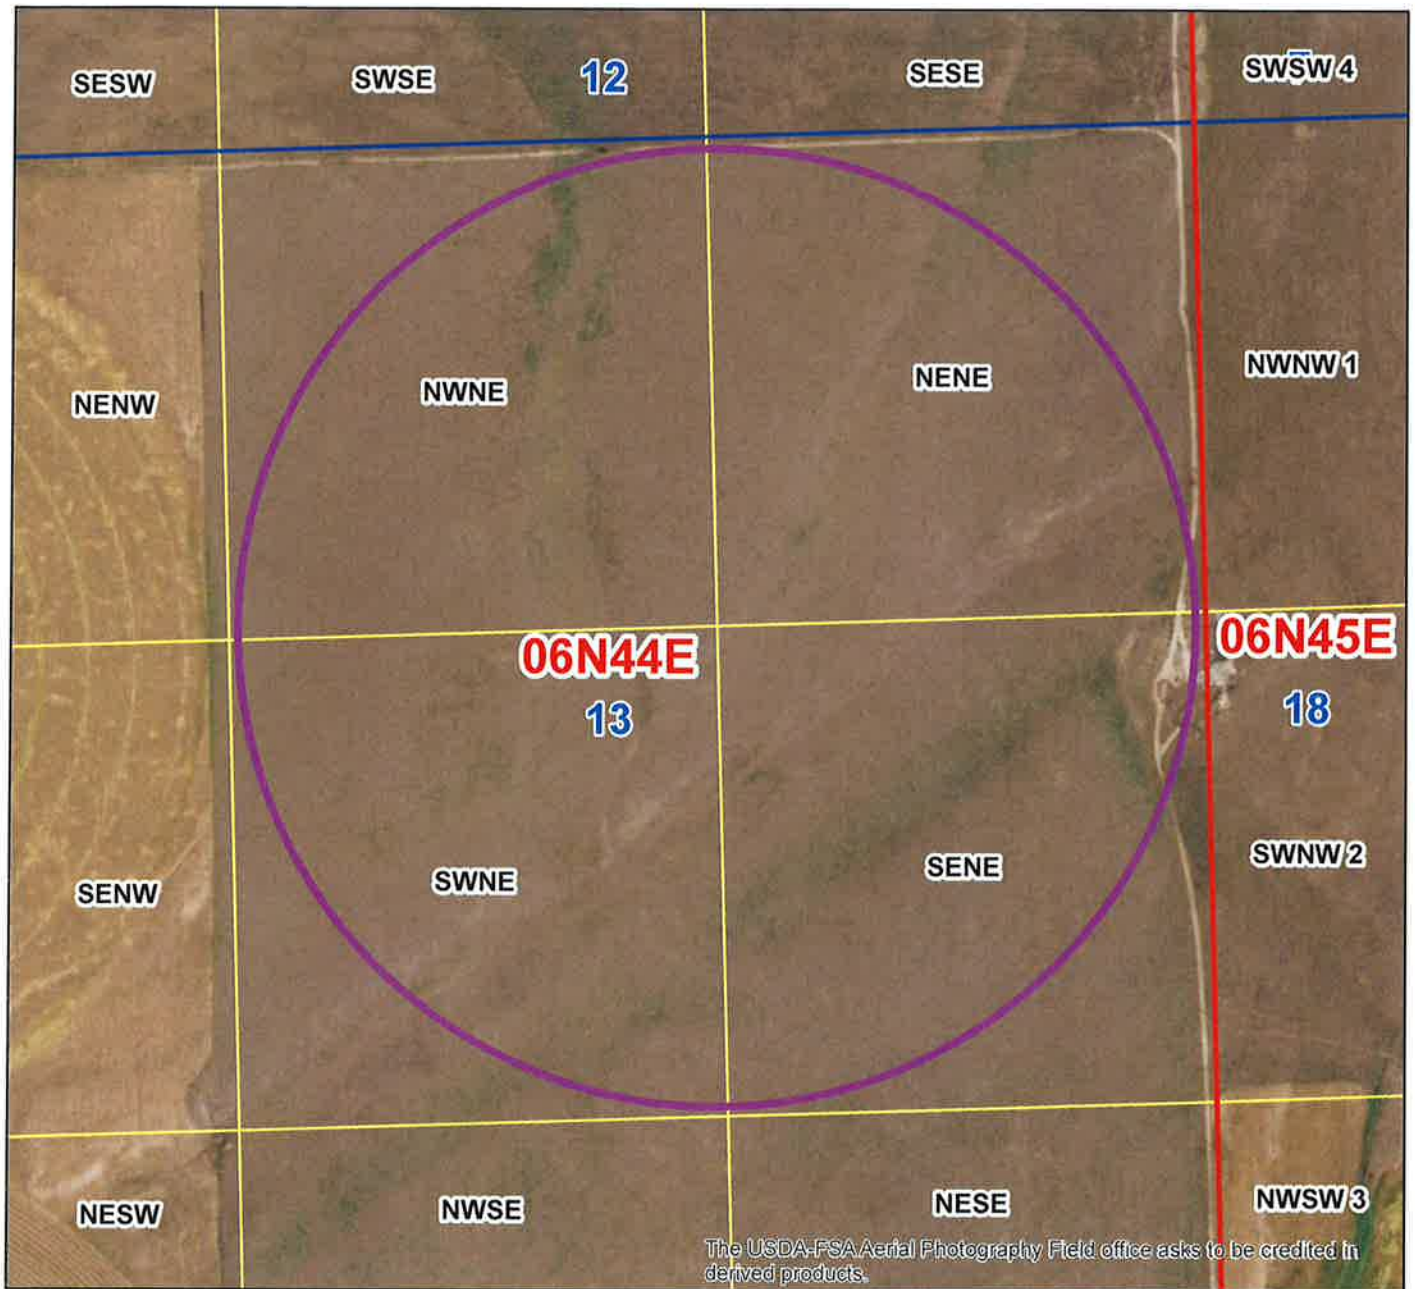 SESW
SWSE
12
SESE
SWSW 4
NENW
NWNE
NENE
NWNW 1
06N44E
06N45E
13
18
SENW
SWNE
SENE
SWNW 2
NESW
NWSE
NESE
NWSW 3
The USDA-FSA Aerial Photography Field office asks to be credited in
derived products.